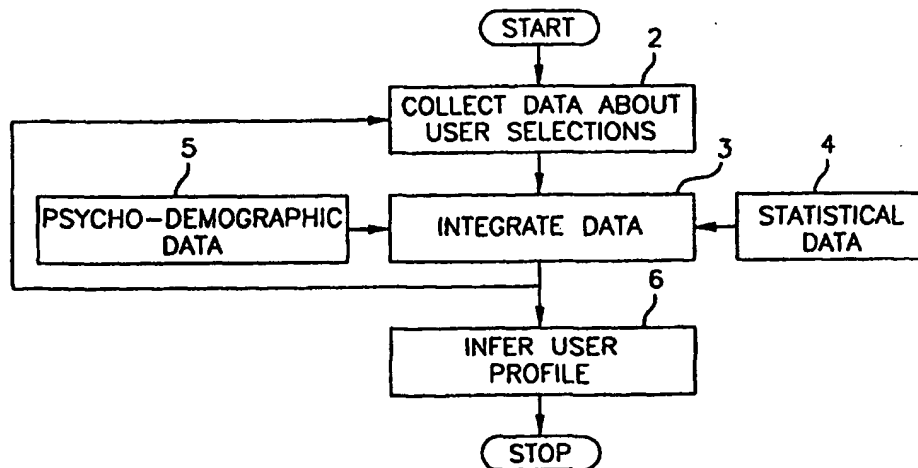 START
2
COLLECT DATA ABOUT
USER SELECTIONS
5
3
4
PSYCHO-DEMOGRAPHIC
DATA
INTEGRATE DATA
STATISTICAL
DATA
6
INFER USER
PROFILE
STOP